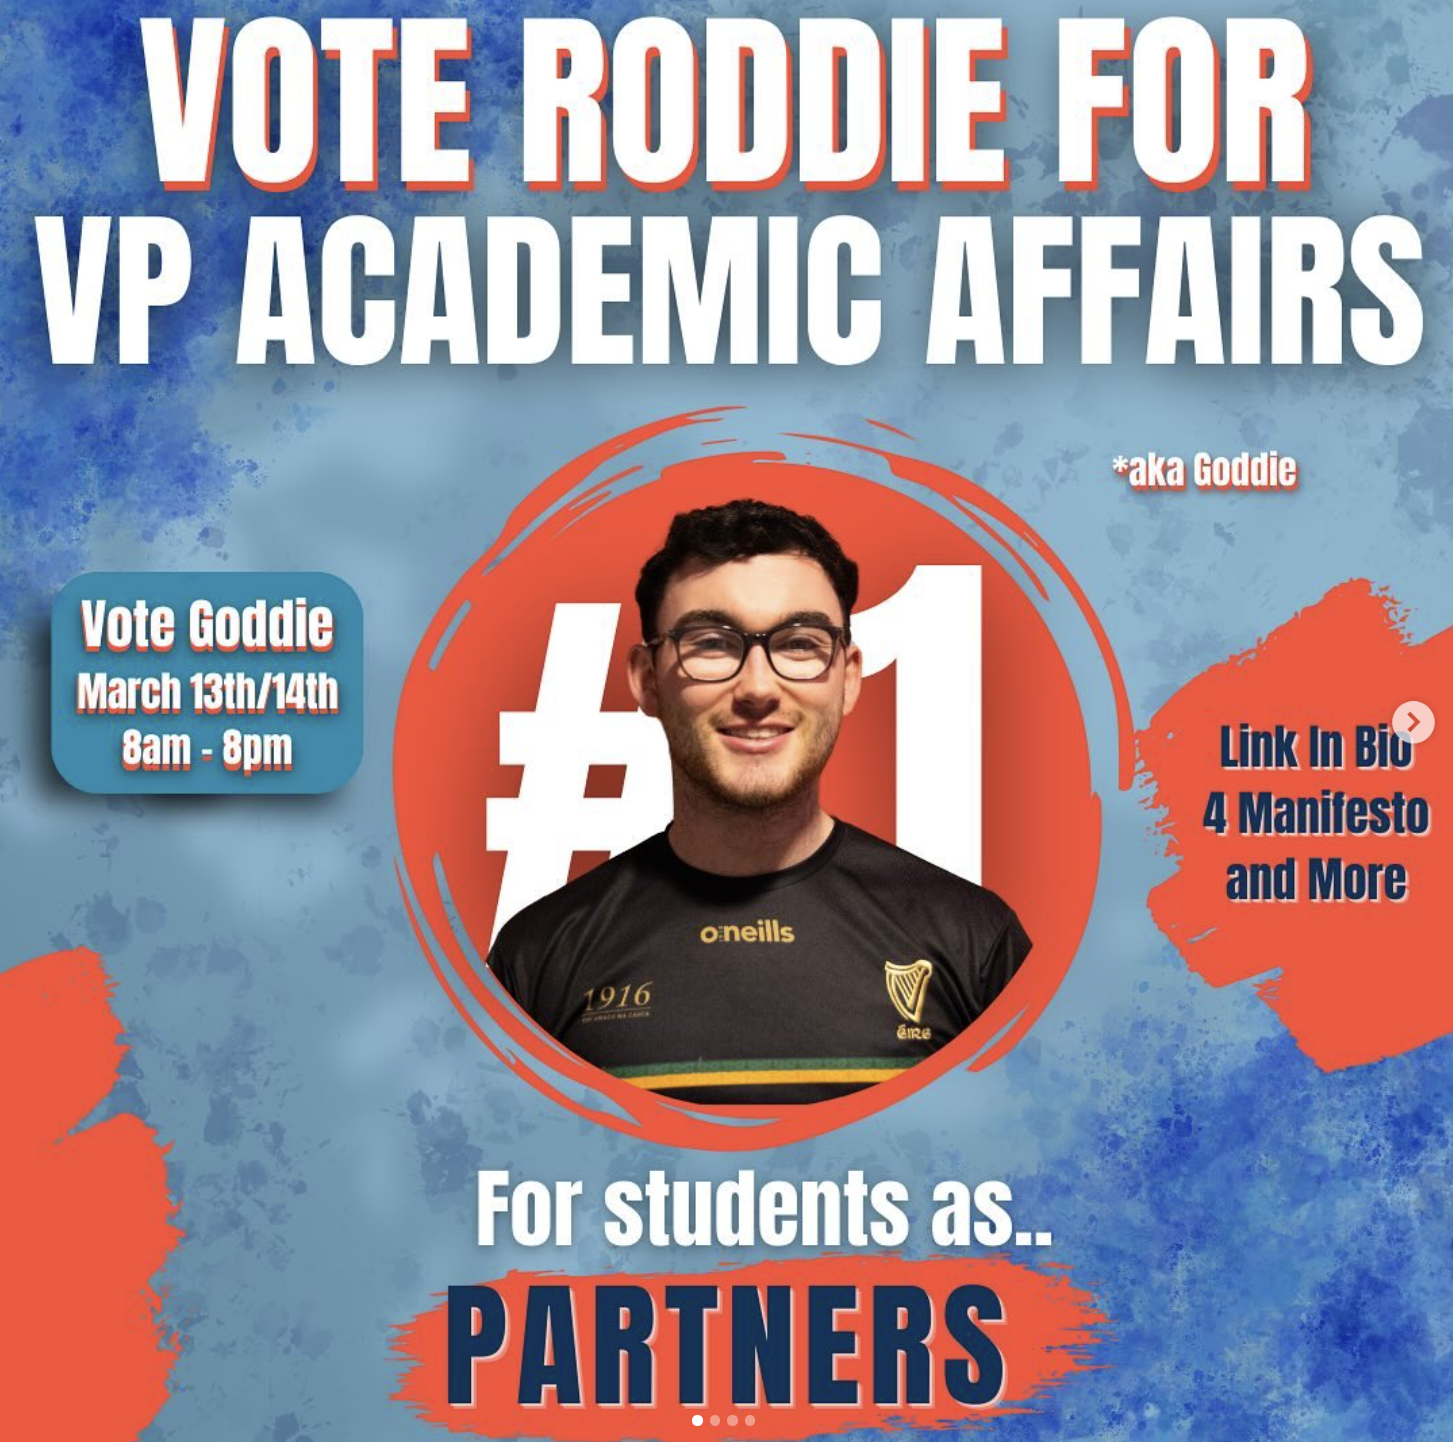 VOTE RODDIE FOR
VP ACADEMIC AFFAIRS
*aka Goddie
Vote Goddie
March 13th/14th
8am - 8pm
#1
Link In Bio
4 Manifesto
and More
o'neills
1916
ÉIRE
For students as..
PARTNERS